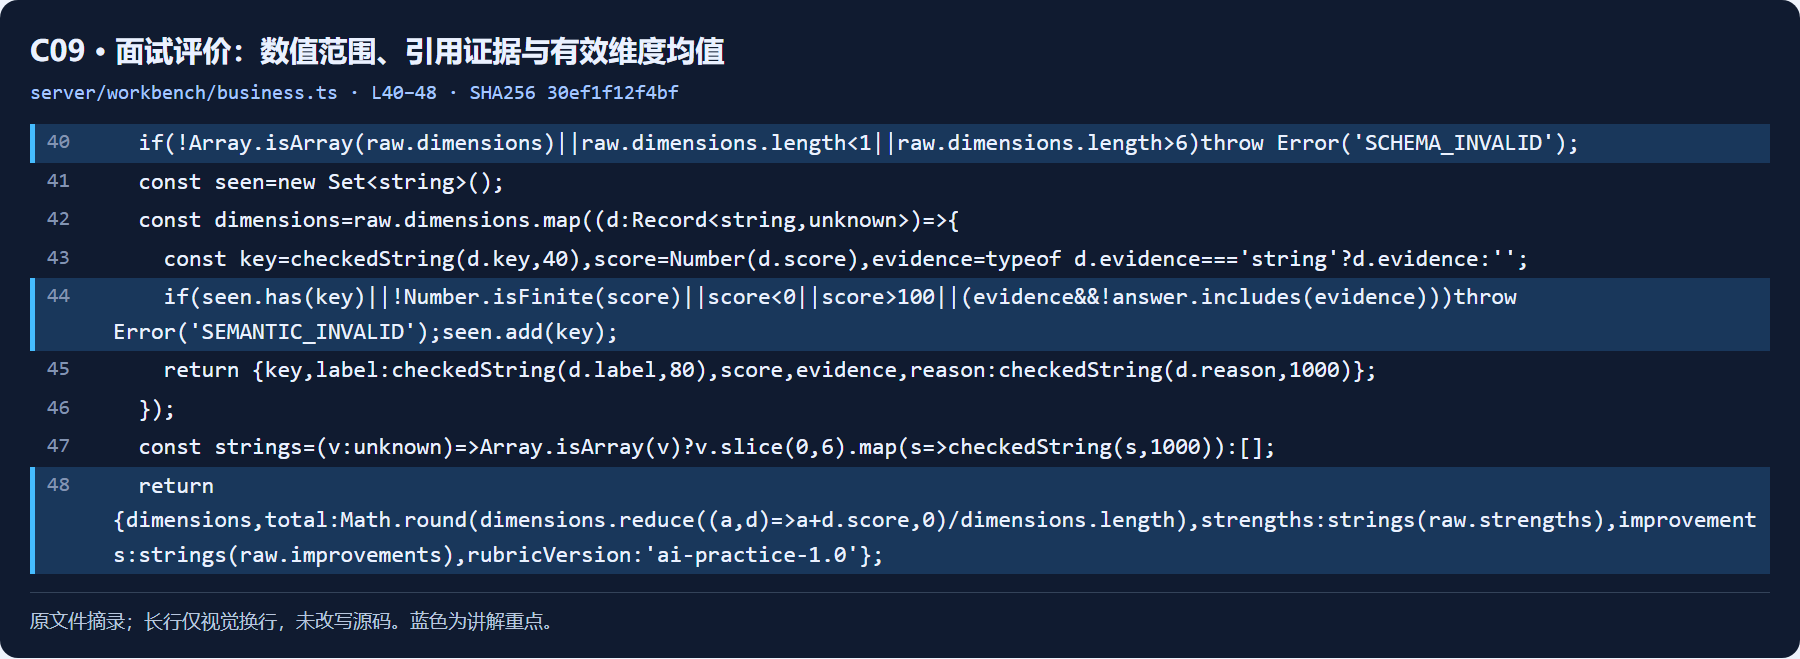 C09 • 面试评价：数值范围、引用证据与有效维度均值
server/workbench/business.ts · L40–48 · SHA256 30ef1f12f4bf
40 if(!Array.isArray(raw.dimensions)||raw.dimensions.length<1||raw.dimensions.length>6)throw Error('SCHEMA_INVALID');
41 const seen=new Set<string>();
42 const dimensions=raw.dimensions.map((d:Record<string,unknown>)=>{
43 const key=checkedString(d.key,40),score=Number(d.score),evidence=typeof d.evidence==='string'?d.evidence:'';
44 if(seen.has(key)||!Number.isFinite(score)||score<0||score>100||(evidence&&!answer.includes(evidence)))throw
Error('SEMANTIC_INVALID');seen.add(key);
45 return {key,label:checkedString(d.label,80),score,evidence,reason:checkedString(d.reason,1000)};
46 });
47 const strings=(v:unknown)=>Array.isArray(v)?v.slice(0,6).map(s=>checkedString(s,1000)):[];
48 return
{dimensions,total:Math.round(dimensions.reduce((a,d)=>a+d.score,0)/dimensions.length),strengths:strings(raw.strengths),improvement
s:strings(raw.improvements),rubricVersion:'ai-practice-1.0'};
原文件摘录；长行仅视觉换行，未改写源码。蓝色为讲解重点。